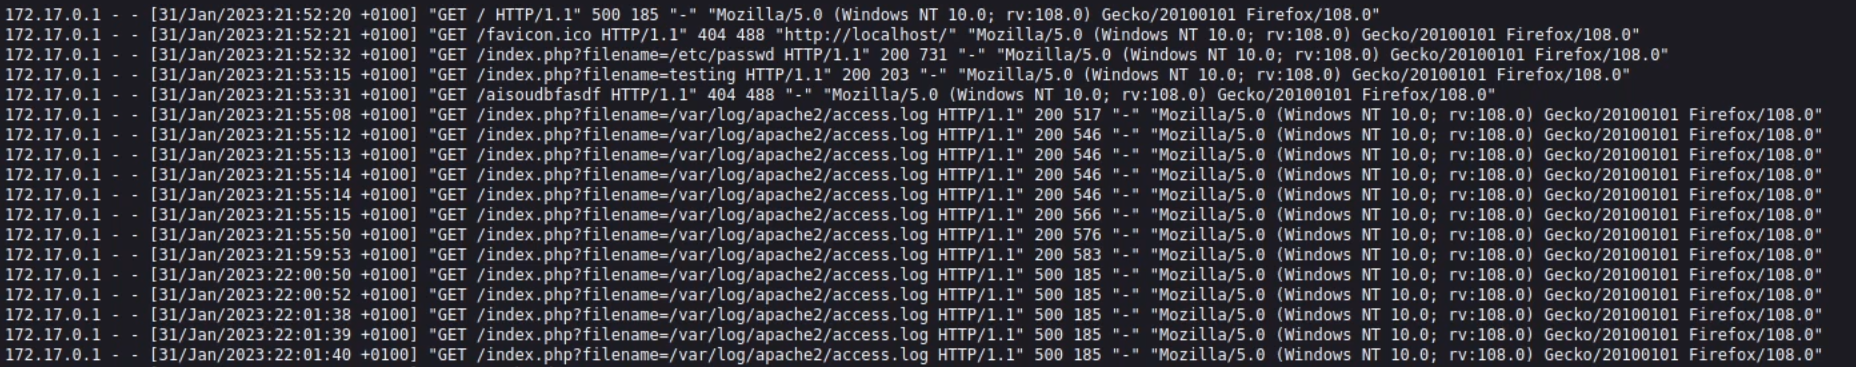 172.17.0.1 - - [31/Jan/2023:21:52:20 +0100] "GET / HTTP/1.1" 500 185 "-" "Mozilla/5.0 (Windows NT 10.0; rv:108.0) Gecko/20100101 Firefox/108.0"
172.17.0.1 - - [31/Jan/2023:21:52:21 +0100] "GET /favicon.ico HTTP/1.1" 404 488 "http://localhost/" "Mozilla/5.0 (Windows NT 10.0; rv:108.0) Gecko/20100101 Firefox/108.0"
172.17.0.1 - - [31/Jan/2023:21:52:32 +0100] "GET /index.php?filename=/etc/passwd HTTP/1.1" 200 731 "-" "Mozilla/5.0 (Windows NT 10.0; rv:108.0) Gecko/20100101 Firefox/108.0"
172.17.0.1 - - [31/Jan/2023:21:53:15 +0100] "GET /index.php?filename=testing HTTP/1.1" 200 203 "-" "Mozilla/5.0 (Windows NT 10.0; rv:108.0) Gecko/20100101 Firefox/108.0"
172.17.0.1 - - [31/Jan/2023:21:53:31 +0100] "GET /aisoudbfasdf HTTP/1.1" 404 488 "-" "Mozilla/5.0 (Windows NT 10.0; rv:108.0) Gecko/20100101 Firefox/108.0"
172.17.0.1 - - [31/Jan/2023:21:55:08 +0100] "GET /index.php?filename=/var/log/apache2/access.log HTTP/1.1" 200 517 "-" "Mozilla/5.0 (Windows NT 10.0; rv:108.0) Gecko/20100101 Firefox/108.0"
172.17.0.1 - - [31/Jan/2023:21:55:12 +0100] "GET /index.php?filename=/var/log/apache2/access.log HTTP/1.1" 200 546 "-" "Mozilla/5.0 (Windows NT 10.0; rv:108.0) Gecko/20100101 Firefox/108.0"
172.17.0.1 - - [31/Jan/2023:21:55:13 +0100] "GET /index.php?filename=/var/log/apache2/access.log HTTP/1.1" 200 546 "-" "Mozilla/5.0 (Windows NT 10.0; rv:108.0) Gecko/20100101 Firefox/108.0"
172.17.0.1 - - [31/Jan/2023:21:55:14 +0100] "GET /index.php?filename=/var/log/apache2/access.log HTTP/1.1" 200 546 "-" "Mozilla/5.0 (Windows NT 10.0; rv:108.0) Gecko/20100101 Firefox/108.0"
172.17.0.1 - - [31/Jan/2023:21:55:14 +0100] "GET /index.php?filename=/var/log/apache2/access.log HTTP/1.1" 200 546 "-" "Mozilla/5.0 (Windows NT 10.0; rv:108.0) Gecko/20100101 Firefox/108.0"
172.17.0.1 - - [31/Jan/2023:21:55:15 +0100] "GET /index.php?filename=/var/log/apache2/access.log HTTP/1.1" 200 566 "-" "Mozilla/5.0 (Windows NT 10.0; rv:108.0) Gecko/20100101 Firefox/108.0"
172.17.0.1 - - [31/Jan/2023:21:55:50 +0100] "GET /index.php?filename=/var/log/apache2/access.log HTTP/1.1" 200 576 "-" "Mozilla/5.0 (Windows NT 10.0; rv:108.0) Gecko/20100101 Firefox/108.0"
172.17.0.1 - - [31/Jan/2023:21:59:53 +0100] "GET /index.php?filename=/var/log/apache2/access.log HTTP/1.1" 200 583 "-" "Mozilla/5.0 (Windows NT 10.0; rv:108.0) Gecko/20100101 Firefox/108.0"
172.17.0.1 - - [31/Jan/2023:22:00:50 +0100] "GET /index.php?filename=/var/log/apache2/access.log HTTP/1.1" 500 185 "-" "Mozilla/5.0 (Windows NT 10.0; rv:108.0) Gecko/20100101 Firefox/108.0"
172.17.0.1 - - [31/Jan/2023:22:00:52 +0100] "GET /index.php?filename=/var/log/apache2/access.log HTTP/1.1" 500 185 "-" "Mozilla/5.0 (Windows NT 10.0; rv:108.0) Gecko/20100101 Firefox/108.0"
172.17.0.1 - - [31/Jan/2023:22:01:38 +0100] "GET /index.php?filename=/var/log/apache2/access.log HTTP/1.1" 500 185 "-" "Mozilla/5.0 (Windows NT 10.0; rv:108.0) Gecko/20100101 Firefox/108.0"
172.17.0.1 - - [31/Jan/2023:22:01:39 +0100] "GET /index.php?filename=/var/log/apache2/access.log HTTP/1.1" 500 185 "-" "Mozilla/5.0 (Windows NT 10.0; rv:108.0) Gecko/20100101 Firefox/108.0"
172.17.0.1 - - [31/Jan/2023:22:01:40 +0100] "GET /index.php?filename=/var/log/apache2/access.log HTTP/1.1" 500 185 "-" "Mozilla/5.0 (Windows NT 10.0; rv:108.0) Gecko/20100101 Firefox/108.0"